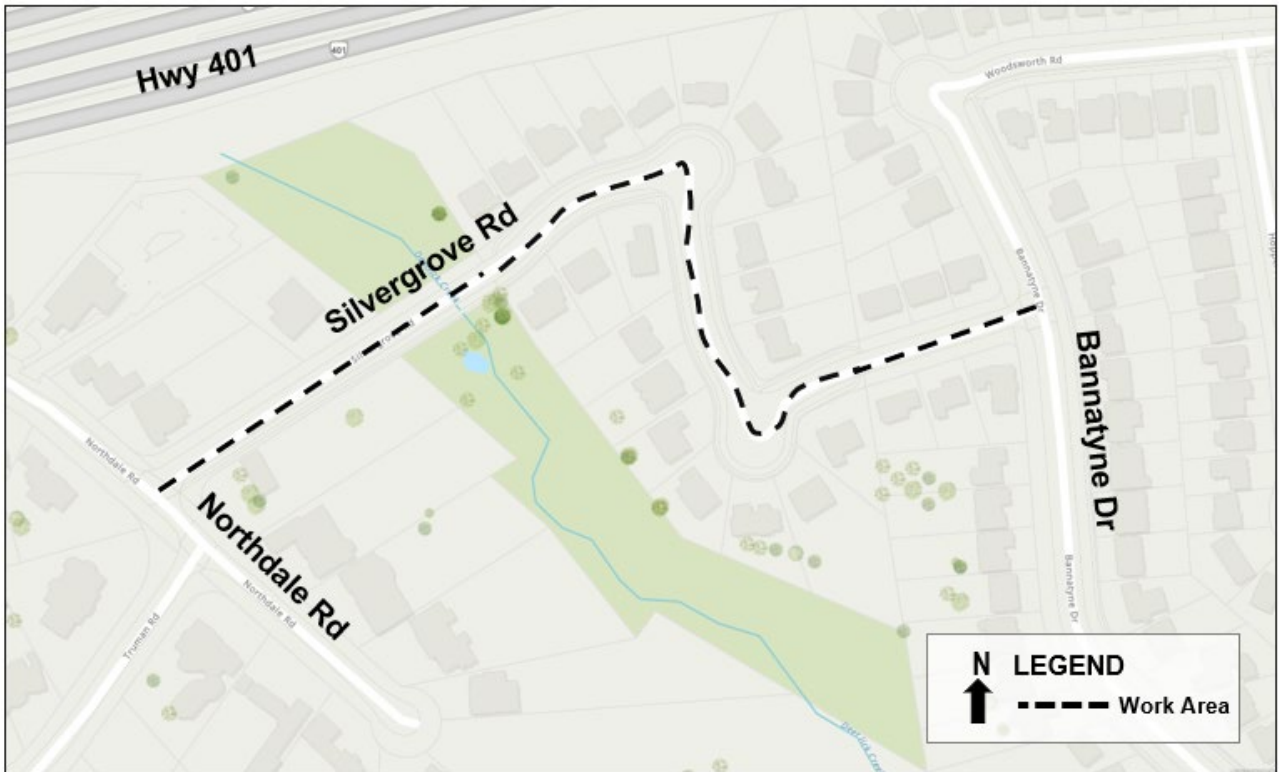 Hwy 401
401
Woodsworth Rd
Silvergrove Rd
Bannatyne Dr
Bannatyne Dr
Northdale Rd
Northdale Rd
Northdale Rd
Truman Rd
Bannatyne Dr
N LEGEND
Work Area